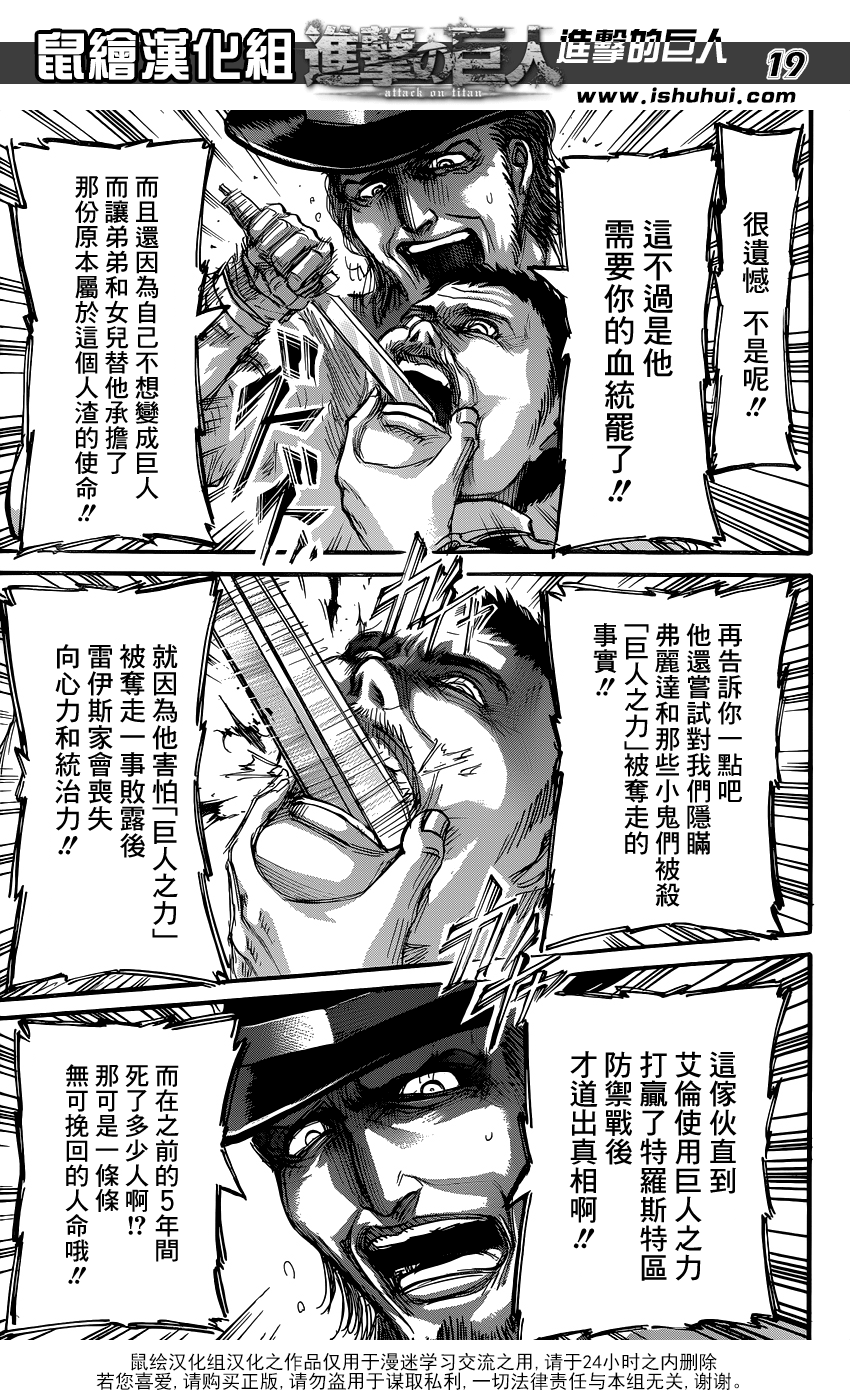 鼠繪漢化組
進撃の巨人
attack on titan
進擊的巨人
www.ishuhui.com
19
很遺憾 不是呢!!
這不過是他
需要你的血統罷了!!
而且還因為自己不想變成巨人
而讓弟弟和女兒替他承擔了
那份原本屬於這個人渣的使命!!
再告訴你一點吧
他還嘗試對我們隱瞞
弗麗達和那些小鬼們被殺
「巨人之力」被奪走的
事實!!
就因為他害怕「巨人之力」
被奪走一事敗露後
雷伊斯家會喪失
向心力和統治力!!
這傢伙直到
艾倫使用巨人之力
打贏了特羅斯特區
防禦戰後
才道出真相啊!!
而在之前的5年間
死了多少人啊!?
那可是一條條
無可挽回的人命哦!!
鼠绘汉化组汉化之作品仅用于漫迷学习交流之用, 请于24小时之内删除
若您喜爱, 请购买正版, 请勿盗用于谋取私利, 一切法律责任与本组无关, 谢谢。